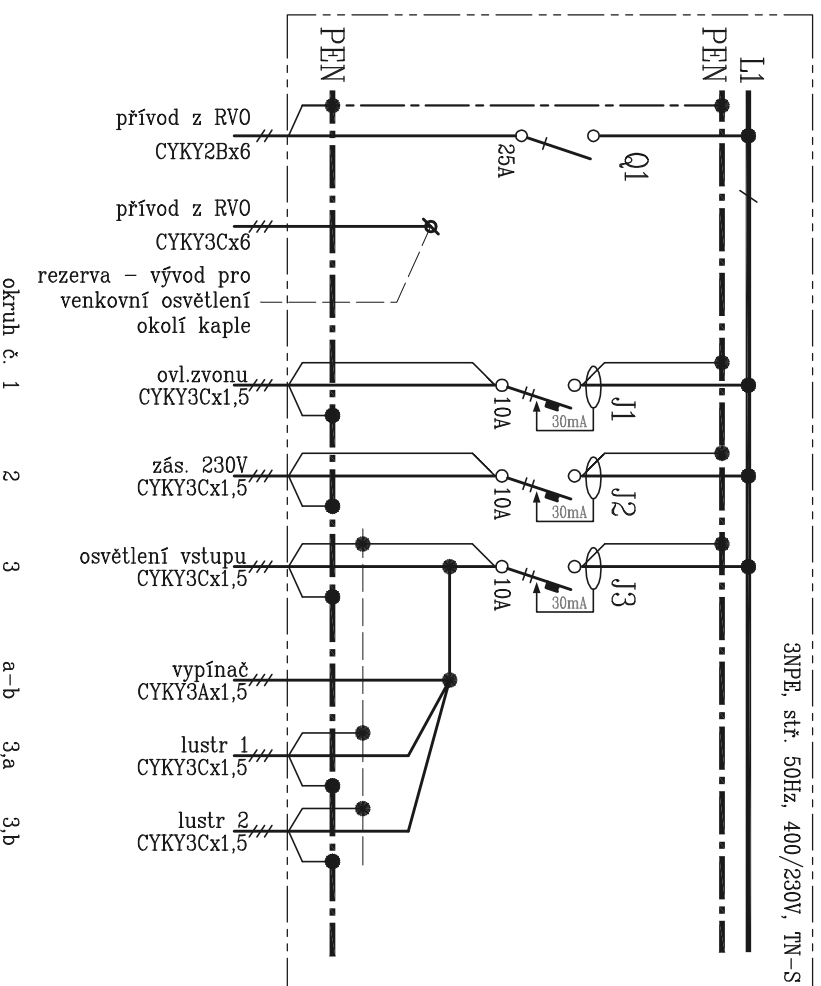 PEN
PEN
L1
přívod z RVO
CYKY2Bx6
25A
Q1
přívod z RVO
CYKY3Cx6
rezerva – vývod pro
venkovní osvětlení
okolí kaple
okruh č. 1
ovl.zvonu
CYKY3Cx1,5
10A
30mA
J1
2
zás. 230V
CYKY3Cx1,5
10A
30mA
J2
3
osvětlení vstupu
CYKY3Cx1,5
10A
30mA
J3
a–b
vypínač
CYKY3Ax1,5
3,a
lustr 1
CYKY3Cx1,5
3,b
lustr 2
CYKY3Cx1,5
3NPE, stř. 50Hz, 400/230V, TN–S